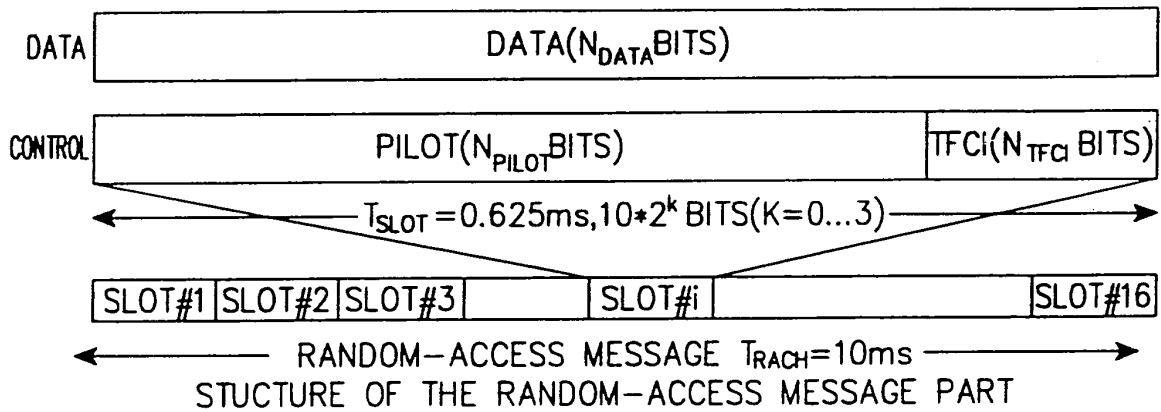 DATA DATA(N_DATA BITS)
CONTROL PILOT(N_PILOT BITS) TFCI(N_TFCI BITS)
T_SLOT=0.625ms,10*2^k BITS(K=0...3)
SLOT#1 SLOT#2 SLOT#3 SLOT#i SLOT#16
RANDOM-ACCESS MESSAGE T_RACH=10ms
STUCTURE OF THE RANDOM-ACCESS MESSAGE PART